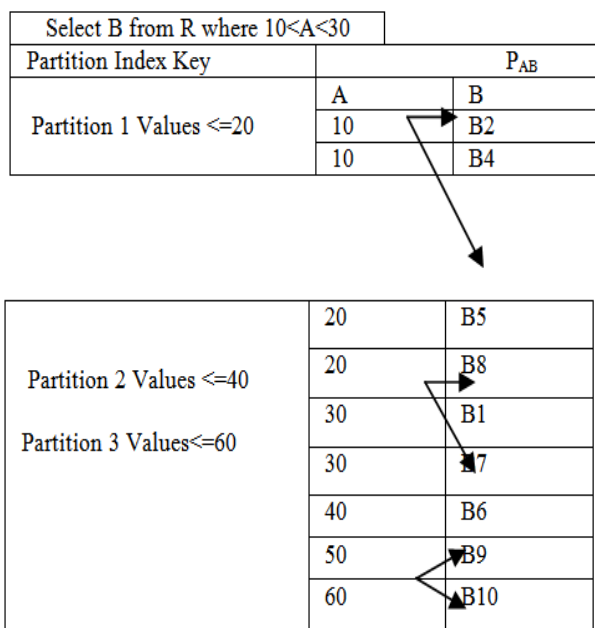 Select B from R where 10<A<30
Partition Index Key P_AB
A B
Partition 1 Values <=20
10 B2
10 B4
20 B5
20 B8
Partition 2 Values <=40
30 B1
Partition 3 Values<=60
30 B7
40 B6
50 B9
60 B10